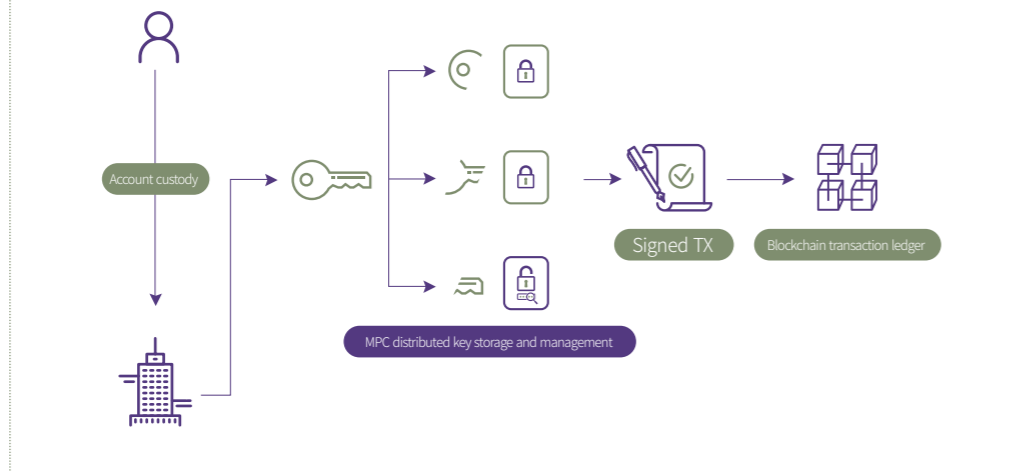 Account custody
Signed TX
Blockchain transaction ledger
MPC distributed key storage and management